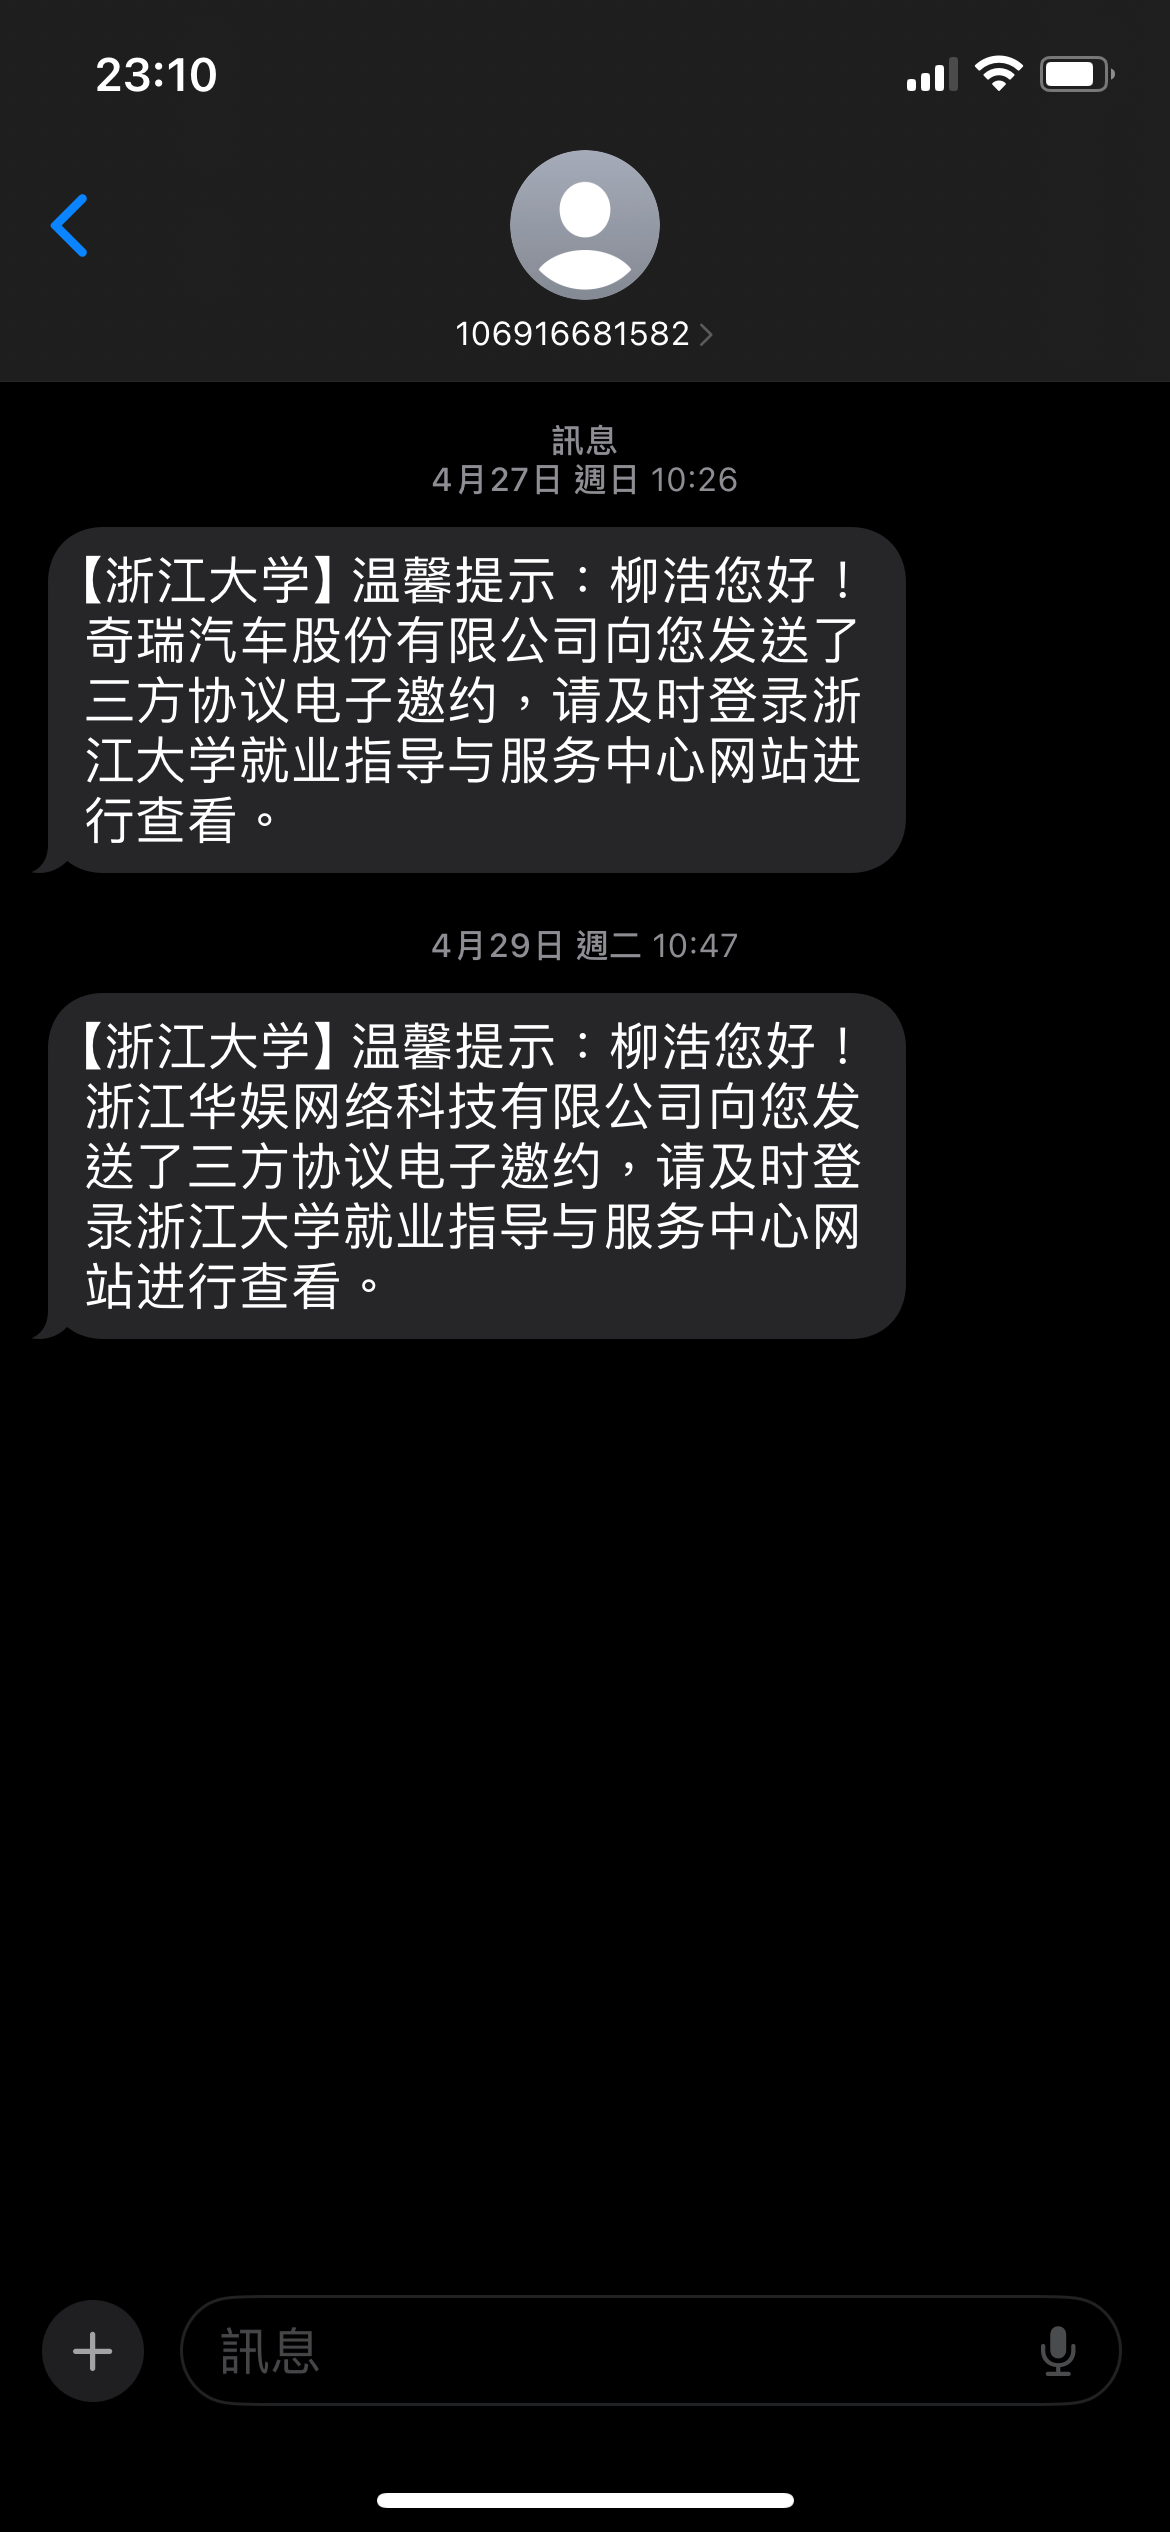 23:10
106916681582
訊息
4月27日 週日 10:26
【浙江大学】温馨提示：柳浩您好！
奇瑞汽车股份有限公司向您发送了
三方协议电子邀约，请及时登录浙
江大学就业指导与服务中心网站进
行查看。
4月29日 週二 10:47
【浙江大学】温馨提示：柳浩您好！
浙江华娱网络科技有限公司向您发
送了三方协议电子邀约，请及时登
录浙江大学就业指导与服务中心网
站进行查看。
訊息